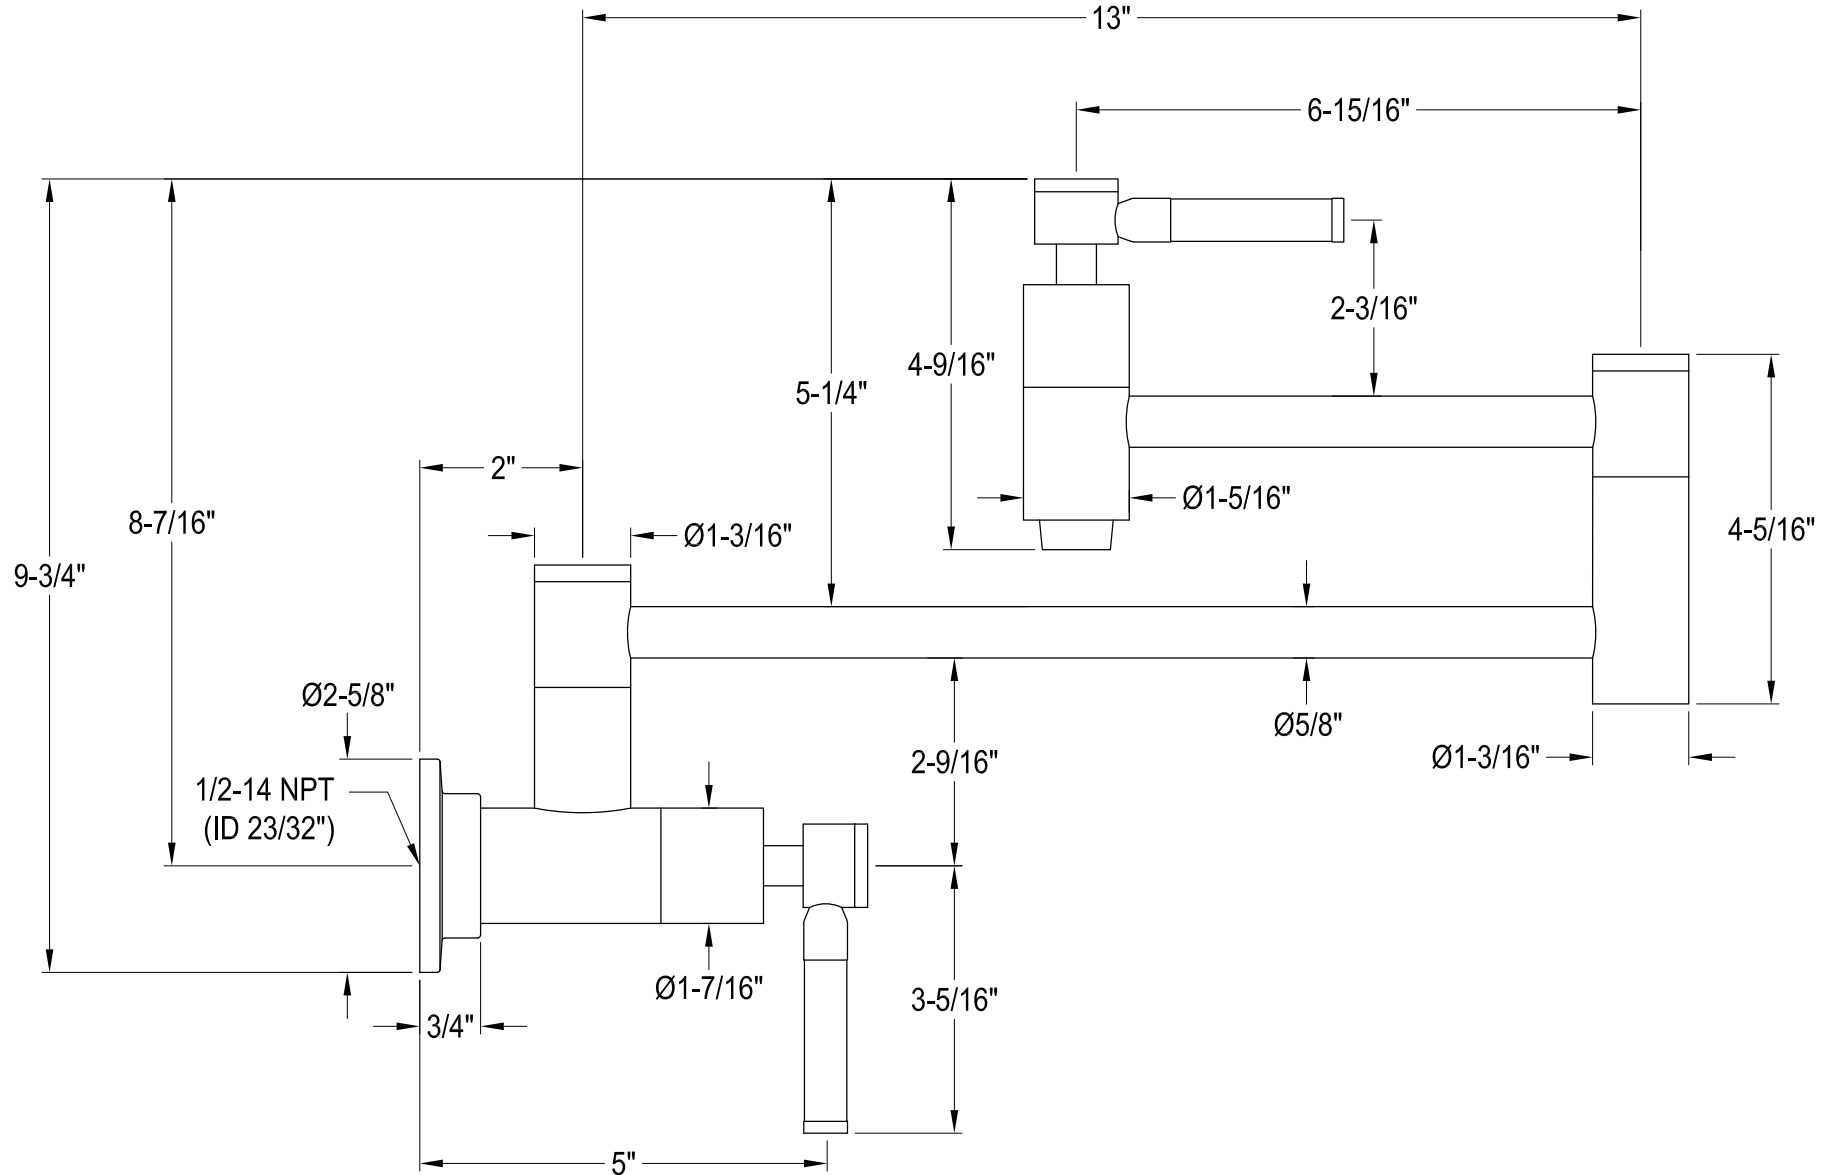 13"
6-15/16"
2-3/16"
4-9/16"
5-1/4"
2"
Ø1-5/16"
8-7/16"
Ø1-3/16"
4-5/16"
9-3/4"
Ø2-5/8"
Ø5/8"
2-9/16"
Ø1-3/16"
1/2-14 NPT
(ID 23/32")
Ø1-7/16"
3-5/16"
3/4"
5"